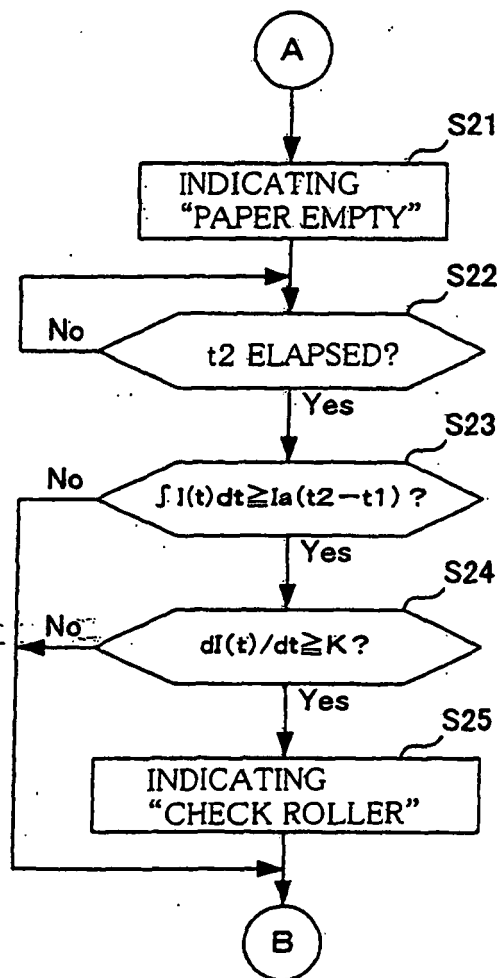 A
S21
INDICATING
“PAPER EMPTY”
S22
No
t2 ELAPSED?
Yes
S23
No
∫I(t)dt≧Ia(t2−t1) ?
Yes
S24
No
dI(t)/dt≧K?
Yes
S25
INDICATING
“CHECK ROLLER”
B